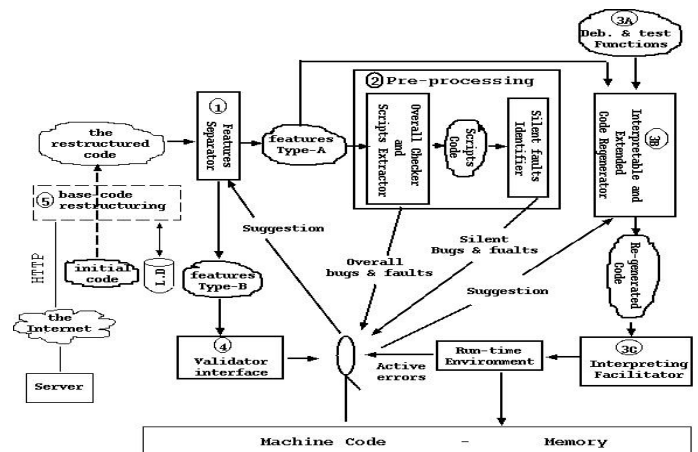 3A
Deb. & test
Functions
2 Pre-processing
1
Features
Separator
the
restructured code
features
Type-A
Overall Checker
and
Scripts Extractor
Scripts
Code
Silent faults
Identifier
3B
Interpretable and
Extended
Code Regenerator
5 base-code
restructuring
HTTP
initial
code
L.D
Suggestion
features
Type-B
Overall
bugs & faults
Silent
Bugs & fualts
Suggestion
Re-generated
Code
the
Internet
Server
4
Validator
interface
Active
errors
Run-time
Environment
3C
Interpreting
Facilitator
Machine Code - Memory